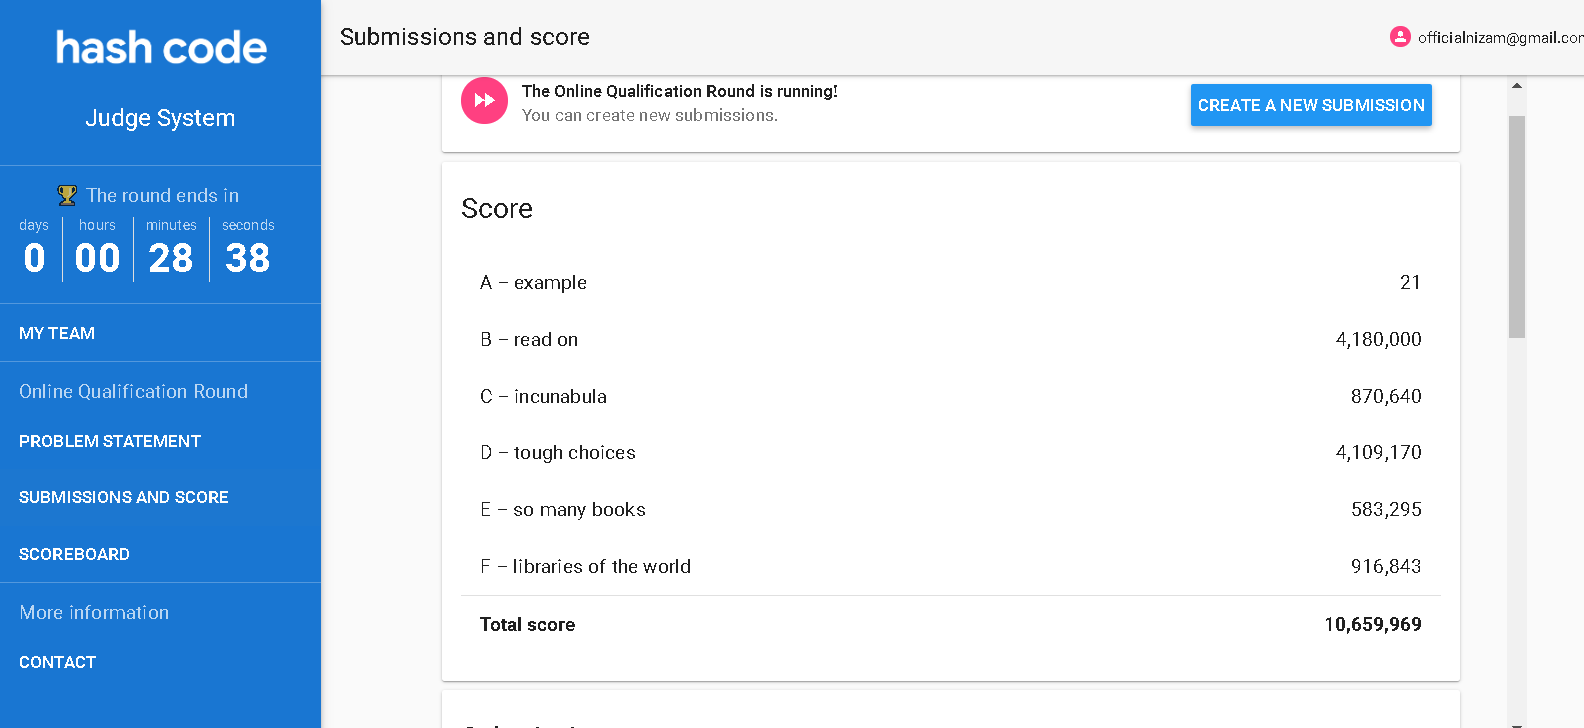 hash code
Judge System
The round ends in
days hours minutes seconds
0 00 28 38
MY TEAM
Online Qualification Round
PROBLEM STATEMENT
SUBMISSIONS AND SCORE
SCOREBOARD
More information
CONTACT
Submissions and score
officialnizam@gmail.cor
The Online Qualification Round is running!
You can create new submissions.
CREATE A NEW SUBMISSION
Score
A – example 21
B – read on 4,180,000
C – incunabula 870,640
D – tough choices 4,109,170
E – so many books 583,295
F – libraries of the world 916,843
Total score 10,659,969